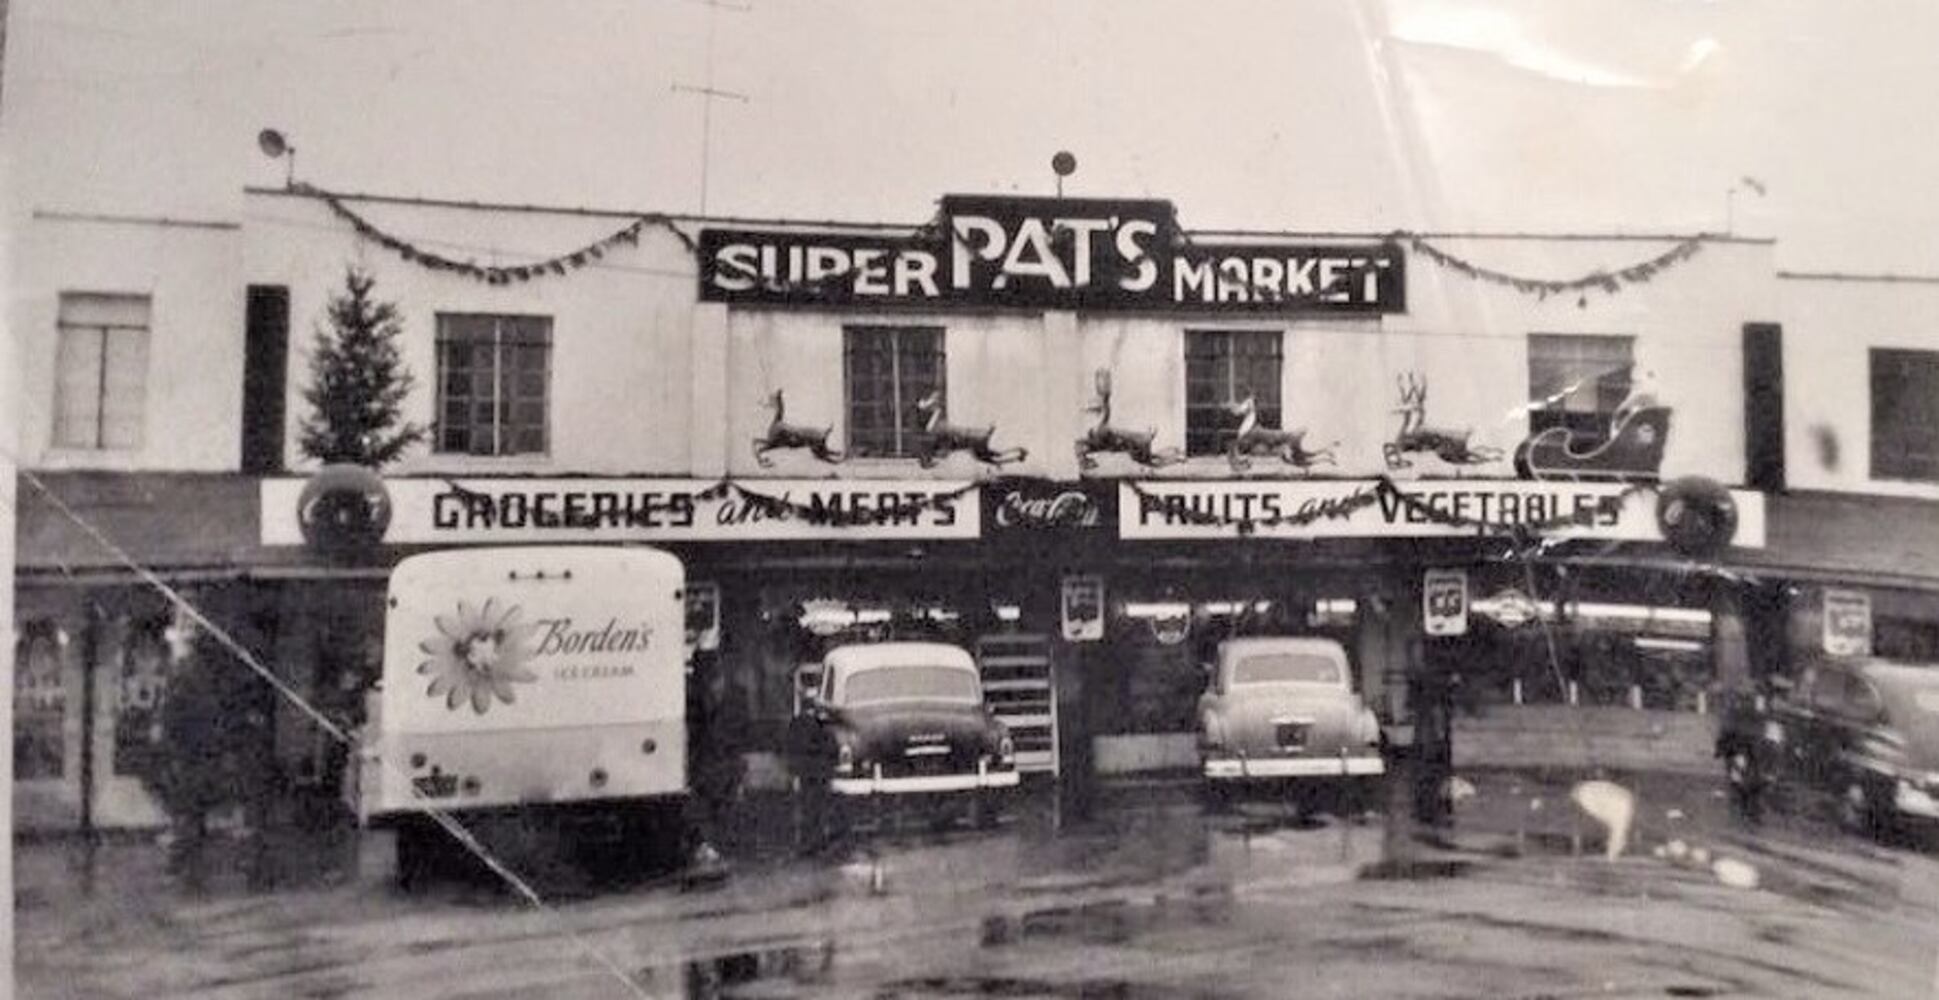 SUPER PAT'S MARKET
GROCERIES and MEATS
Coca-Cola
FRUITS and VEGETABLES
Borden's
ICE CREAM